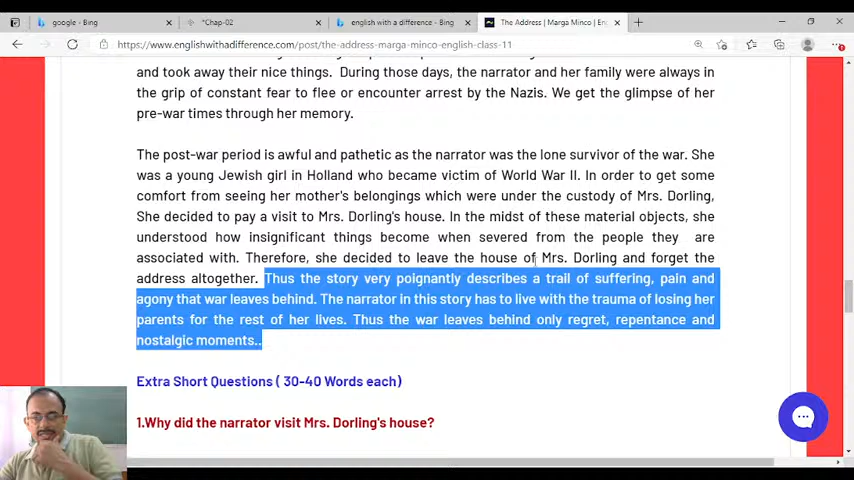 google - Bing
*Chap-02
english with a difference - Bing
The Address | Marga Minco | En
https://www.englishwithadifference.com/post/the-address-marga-minco-english-class-11
and took away their nice things. During those days, the narrator and her family were always in
the grip of constant fear to flee or encounter arrest by the Nazis. We get the glimpse of her
pre-war times through her memory.
The post-war period is awful and pathetic as the narrator was the lone survivor of the war. She
was a young Jewish girl in Holland who became victim of World War II. In order to get some
comfort from seeing her mother's belongings which were under the custody of Mrs. Dorling,
She decided to pay a visit to Mrs. Dorling's house. In the midst of these material objects, she
understood how insignificant things become when severed from the people they are
associated with. Therefore, she decided to leave the house of Mrs. Dorling and forget the
address altogether. Thus the story very poignantly describes a trail of suffering, pain and
agony that war leaves behind. The narrator in this story has to live with the trauma of losing her
parents for the rest of her lives. Thus the war leaves behind only regret, repentance and
nostalgic moments..
Extra Short Questions ( 30-40 Words each)
1.Why did the narrator visit Mrs. Dorling's house?